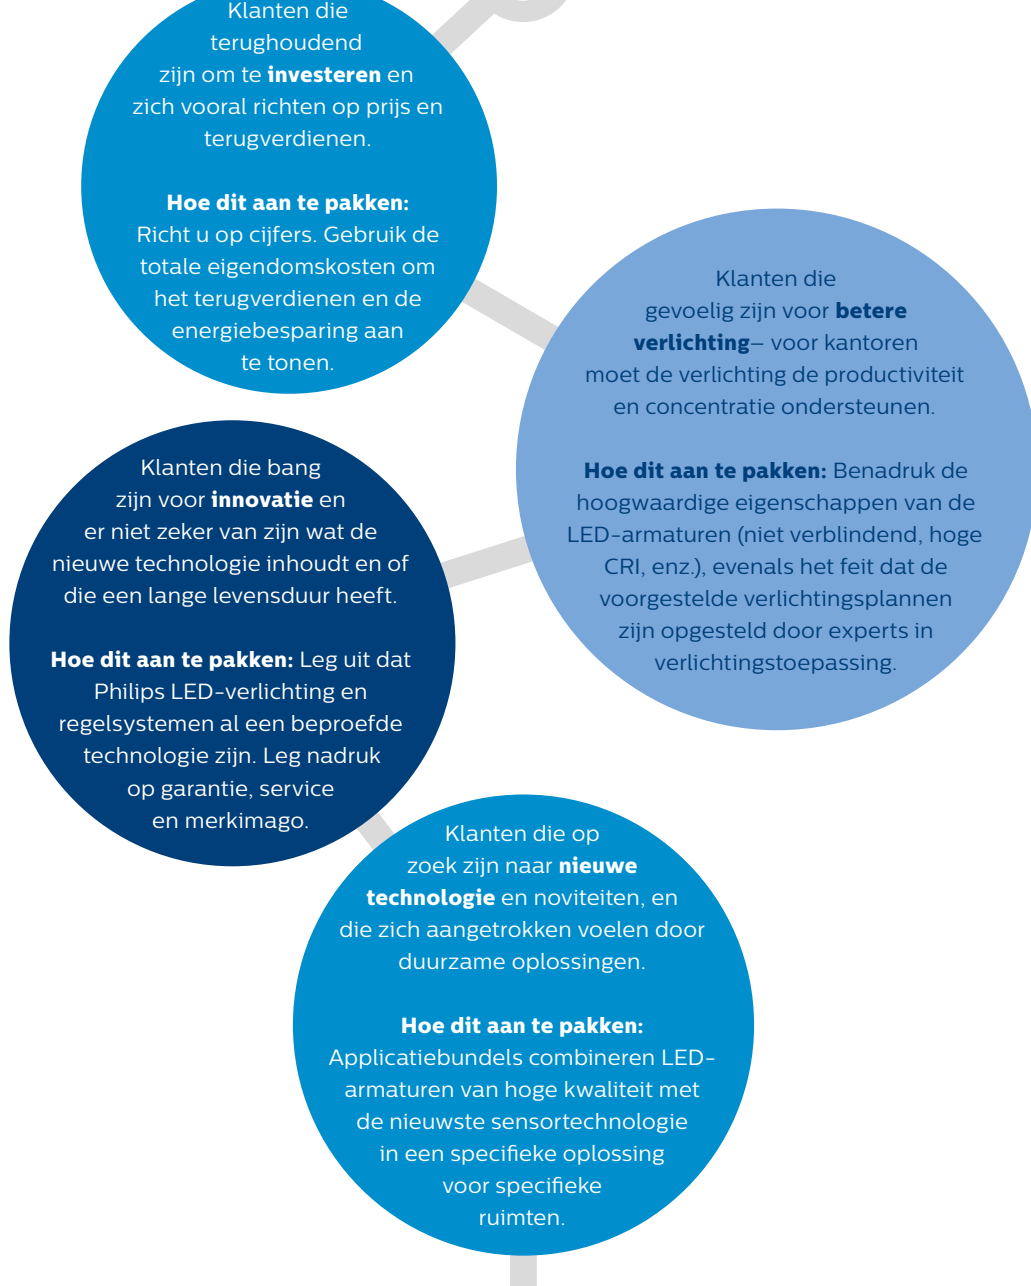 Klanten die
terughoudend
zijn om te investeren en
zich vooral richten op prijs en
terugverdienen.
Hoe dit aan te pakken:
Richt u op cijfers. Gebruik de
totale eigendomskosten om
het terugverdienen en de
energiebesparing aan
te tonen.
Klanten die
gevoelig zijn voor betere
verlichting– voor kantoren
moet de verlichting de productiviteit
en concentratie ondersteunen.
Hoe dit aan te pakken: Benadruk de
hoogwaardige eigenschappen van de
LED-armaturen (niet verblindend, hoge
CRI, enz.), evenals het feit dat de
voorgestelde verlichtingsplannen
zijn opgesteld door experts in
verlichtingstoepassing.
Klanten die bang
zijn voor innovatie en
er niet zeker van zijn wat de
nieuwe technologie inhoudt en of
die een lange levensduur heeft.
Hoe dit aan te pakken: Leg uit dat
Philips LED-verlichting en
regelsystemen al een beproefde
technologie zijn. Leg nadruk
op garantie, service
en merkimago.
Klanten die op
zoek zijn naar nieuwe
technologie en noviteiten, en
die zich aangetrokken voelen door
duurzame oplossingen.
Hoe dit aan te pakken:
Applicatiebundels combineren LED-
armaturen van hoge kwaliteit met
de nieuwste sensortechnologie
in een specifieke oplossing
voor specifieke
ruimten.